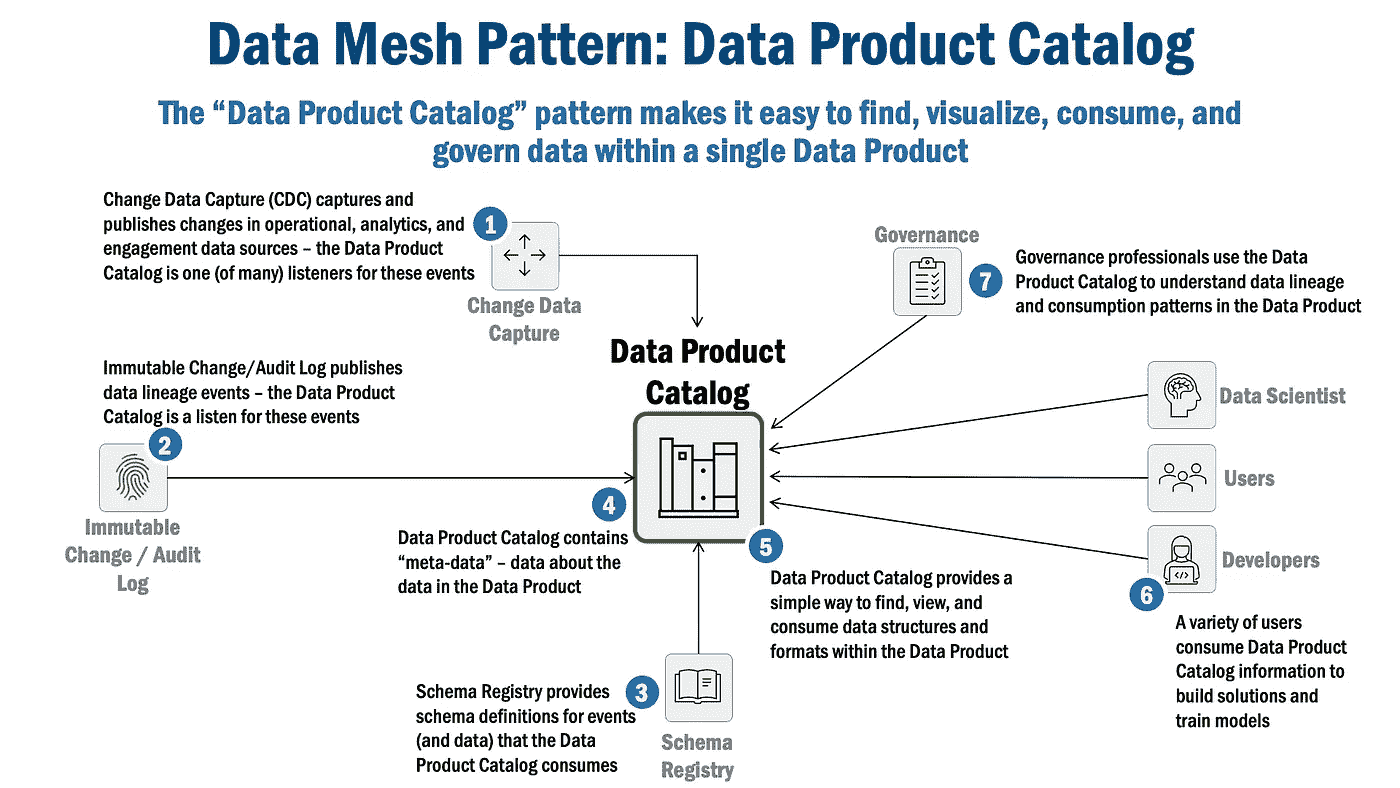 Data Mesh Pattern: Data Product Catalog
The “Data Product Catalog” pattern makes it easy to find, visualize, consume, and
govern data within a single Data Product
Change Data Capture (CDC) captures and
publishes changes in operational, analytics, and
engagement data sources – the Data Product
Catalog is one (of many) listeners for these events
1
Change Data
Capture
Immutable Change/Audit Log publishes
data lineage events – the Data Product
Catalog is a listen for these events
2
Immutable
Change / Audit
Log
Data Product
Catalog
4
Data Product Catalog contains
“meta-data” – data about the
data in the Data Product
Schema Registry provides
schema definitions for events
(and data) that the Data
Product Catalog consumes
3
Schema
Registry
5
Data Product Catalog provides a
simple way to find, view, and
consume data structures and
formats within the Data Product
Governance
7
Governance professionals use the Data
Product Catalog to understand data lineage
and consumption patterns in the Data Product
Data Scientist
Users
Developers
6
A variety of users
consume Data Product
Catalog information to
build solutions and
train models